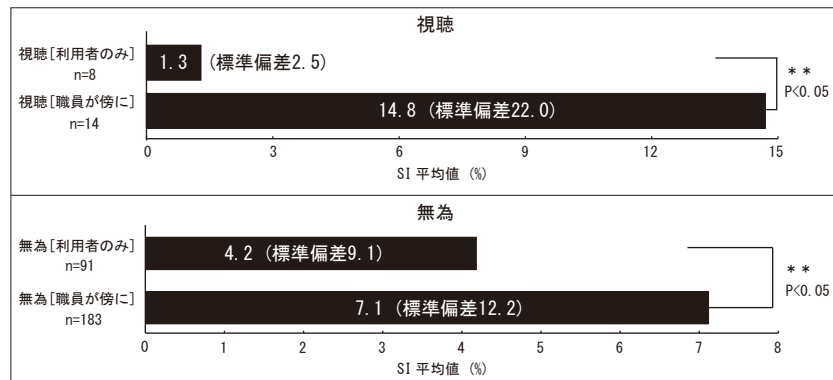 視聴
視聴[利用者のみ]
n=8
1.3 (標準偏差2.5)
視聴[職員が傍に]
n=14
14.8 (標準偏差22.0)
**
P<0.05
0 3 6 9 12 15
SI 平均値 (%)
無為
無為[利用者のみ]
n=91
4.2 (標準偏差9.1)
無為[職員が傍に]
n=183
7.1 (標準偏差12.2)
**
P<0.05
0 1 2 3 4 5 6 7 8
SI 平均値 (%)